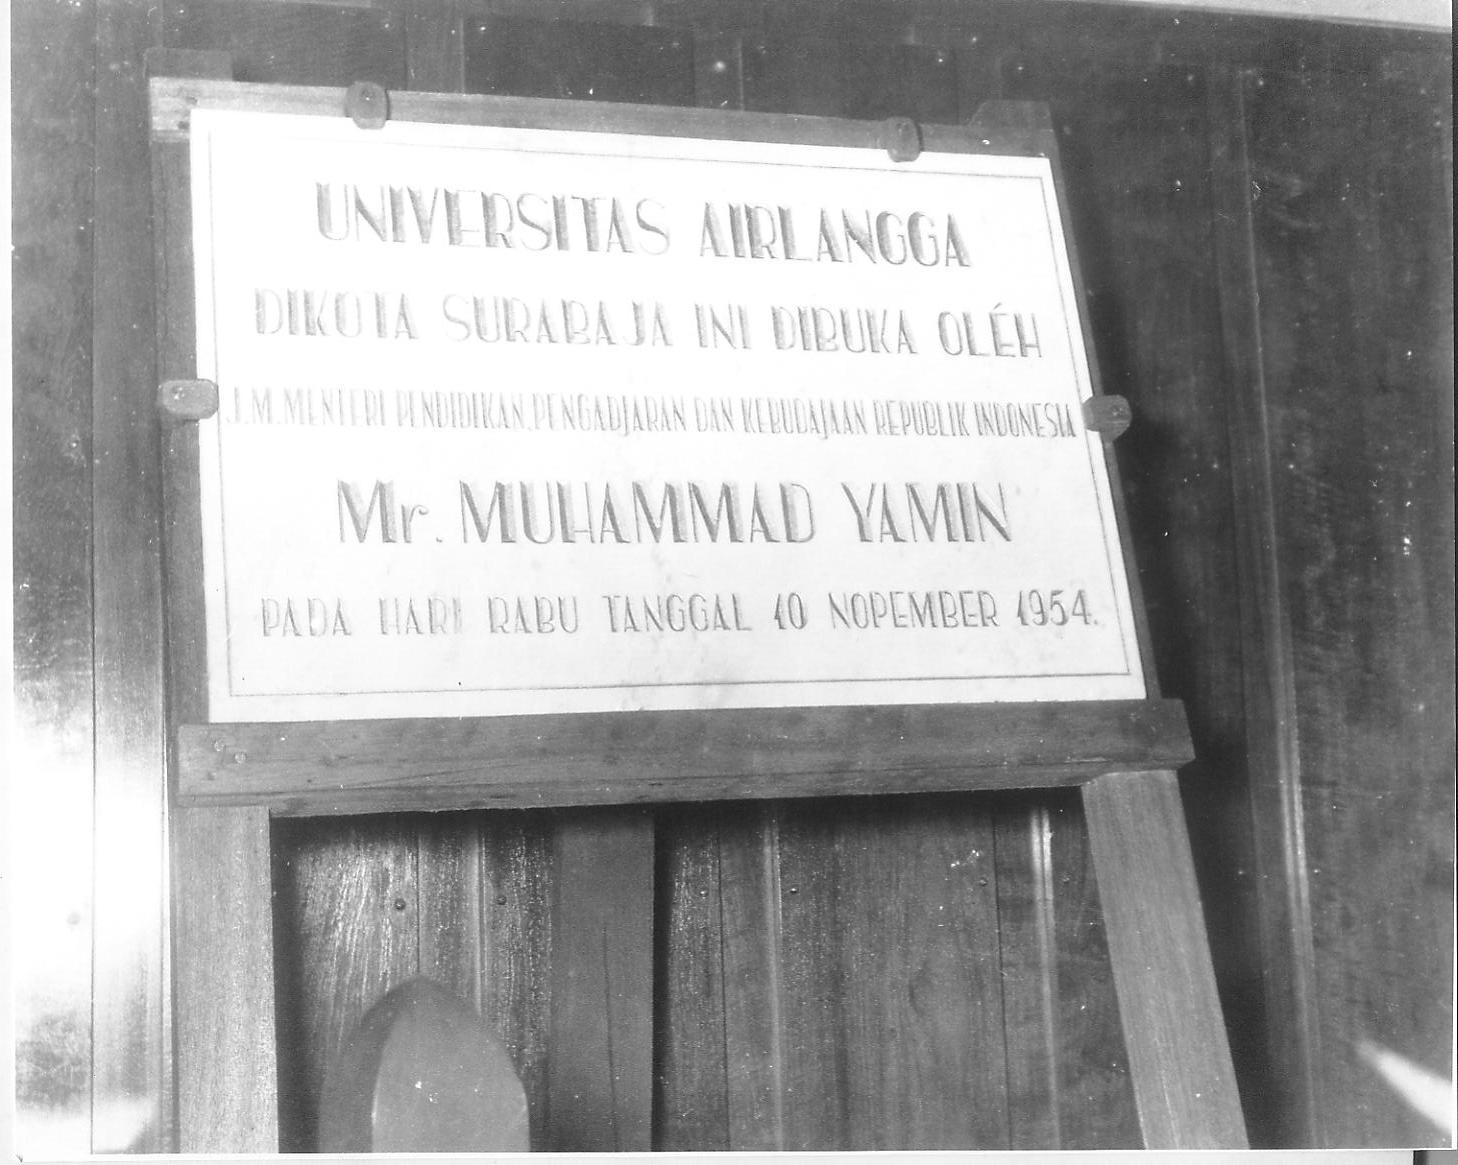 UNIVERSITAS AIRLANGGA
DIKOTA SURABAJA INI DIBUKA OLÉH
J.M. MENTERI PENDIDIKAN, PENGADJARAN DAN KEBUDAJAAN REPUBLIK INDONESIA
Mr. MUHAMMAD YAMIN
PADA HARI RABU TANGGAL 10 NOPEMBER 1954.